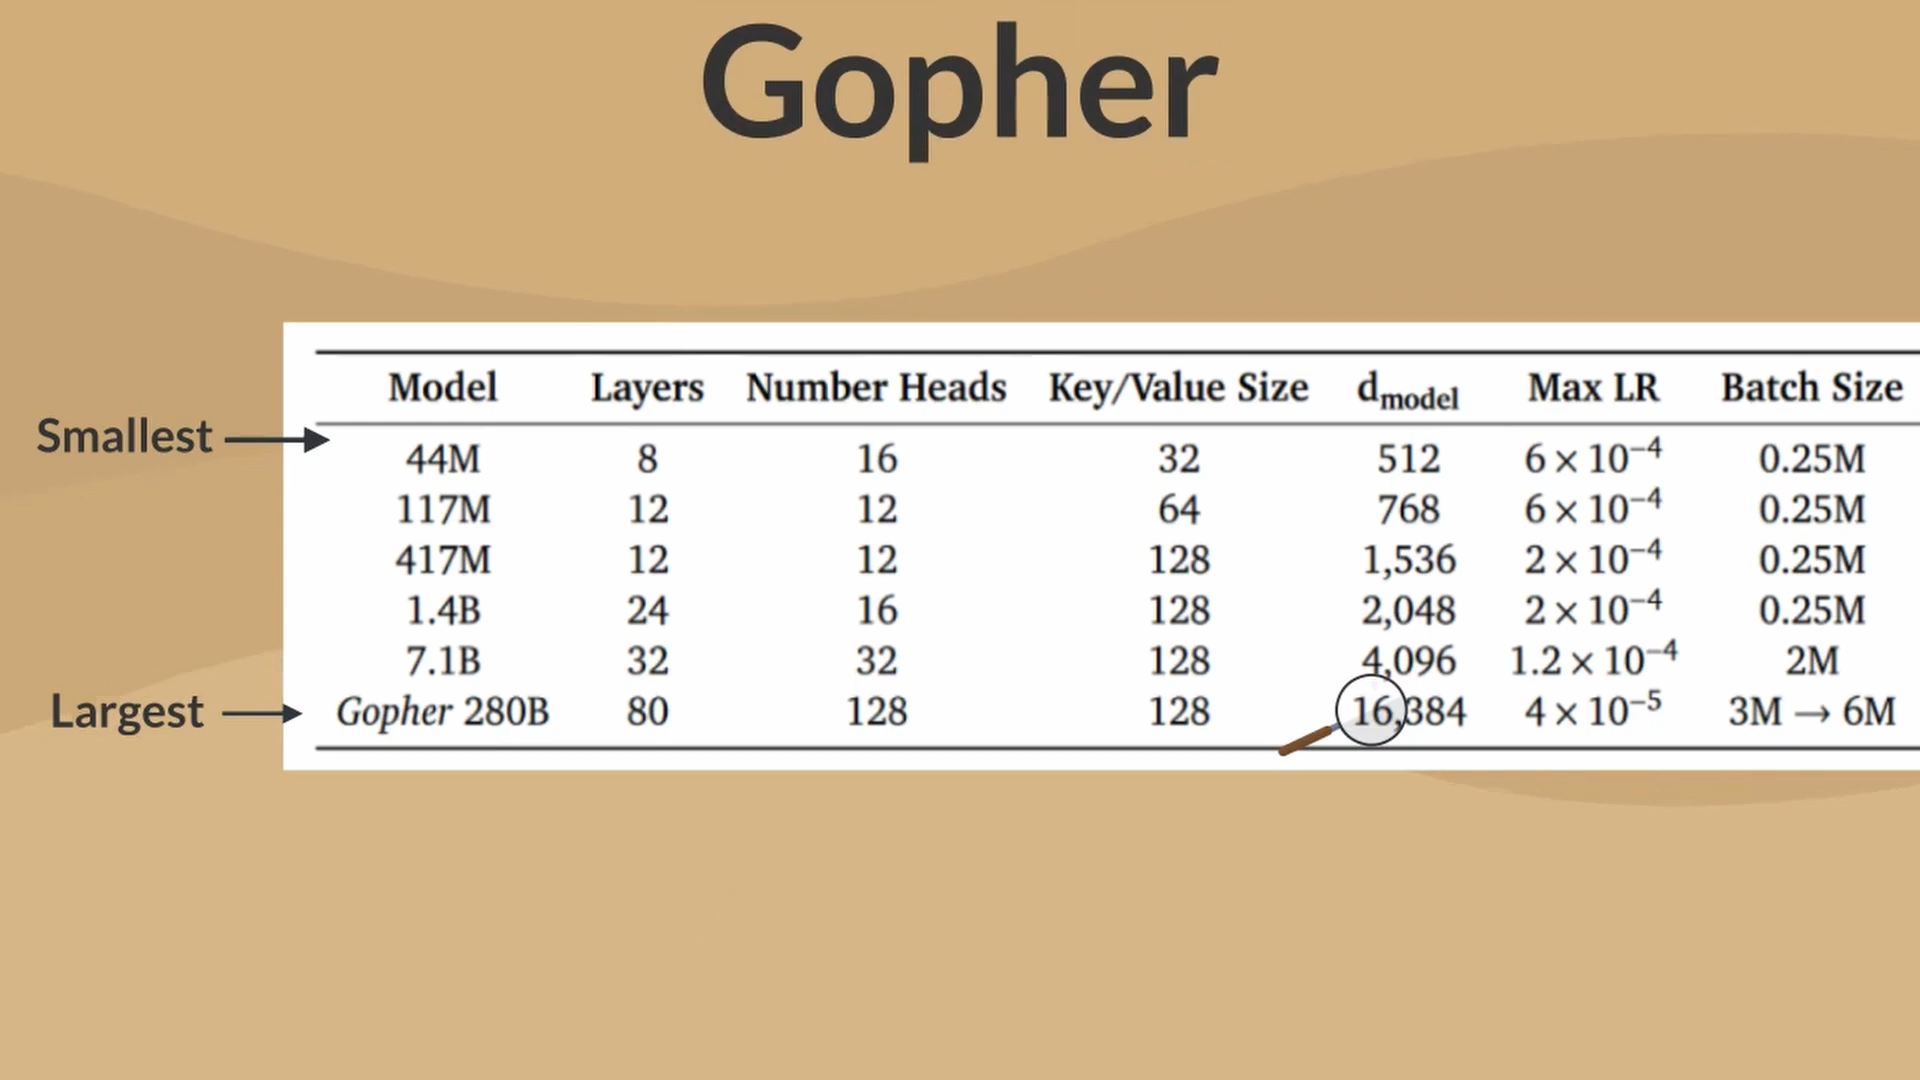 Gopher
Model Layers Number Heads Key/Value Size d_model Max LR Batch Size
Smallest
44M 8 16 32 512 6 × 10⁻⁴ 0.25M
117M 12 12 64 768 6 × 10⁻⁴ 0.25M
417M 12 12 128 1,536 2 × 10⁻⁴ 0.25M
1.4B 24 16 128 2,048 2 × 10⁻⁴ 0.25M
7.1B 32 32 128 4,096 1.2 × 10⁻⁴ 2M
Largest
Gopher 280B 80 128 128 16,384 4 × 10⁻⁵ 3M → 6M